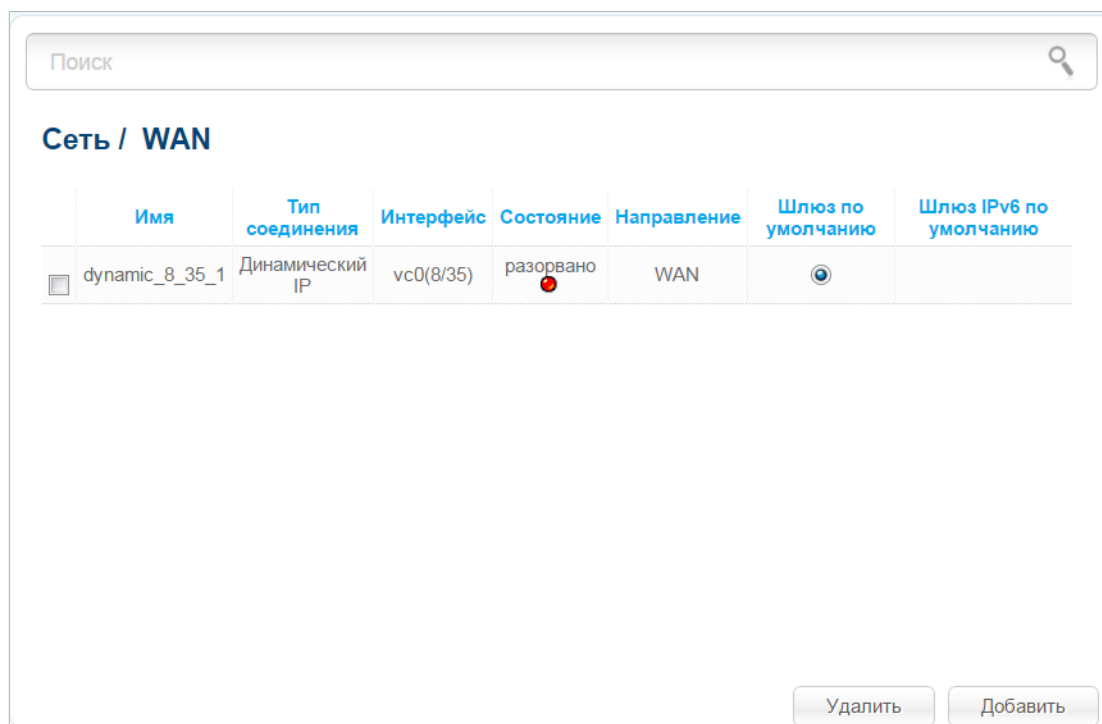 Поиск
Сеть / WAN
Имя
Тип соединения
Интерфейс
Состояние
Направление
Шлюз по умолчанию
Шлюз IPv6 по умолчанию
dynamic_8_35_1
Динамический IP
vc0(8/35)
разорвано
WAN
Удалить
Добавить